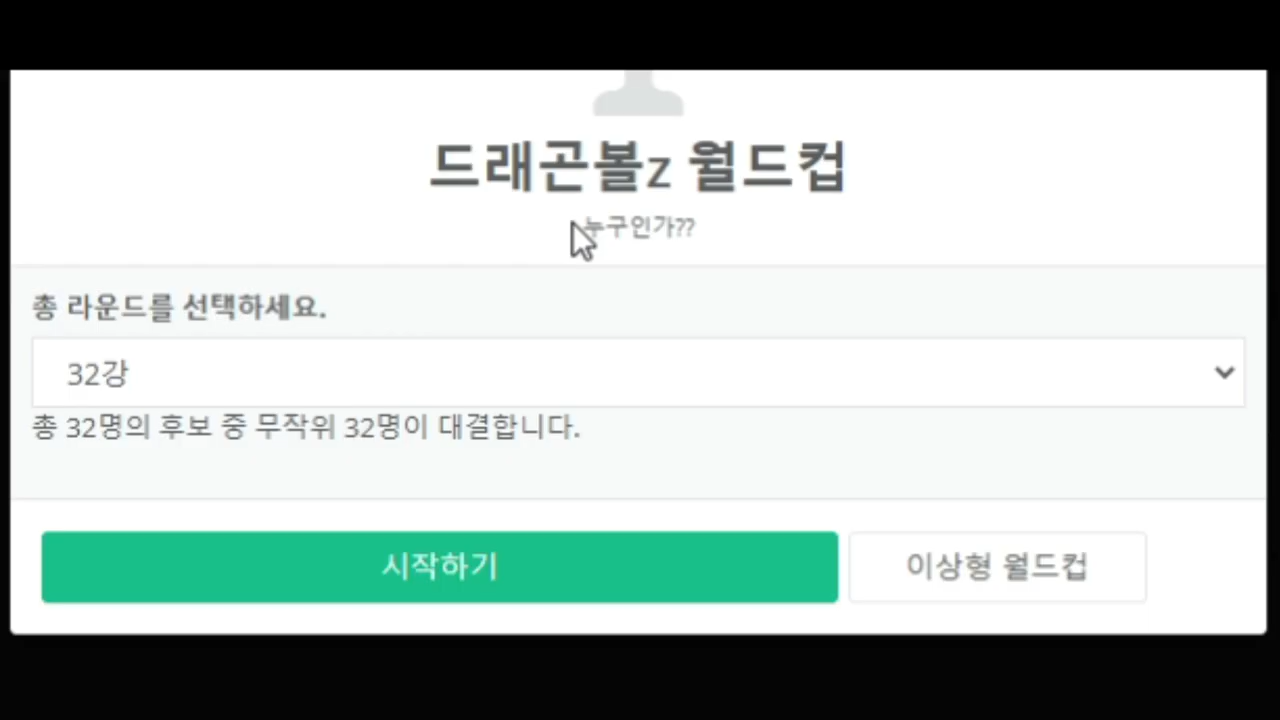 드래곤볼z 월드컵
누구인가??
총 라운드를 선택하세요.
32강
총 32명의 후보 중 무작위 32명이 대결합니다.
시작하기
이상형 월드컵